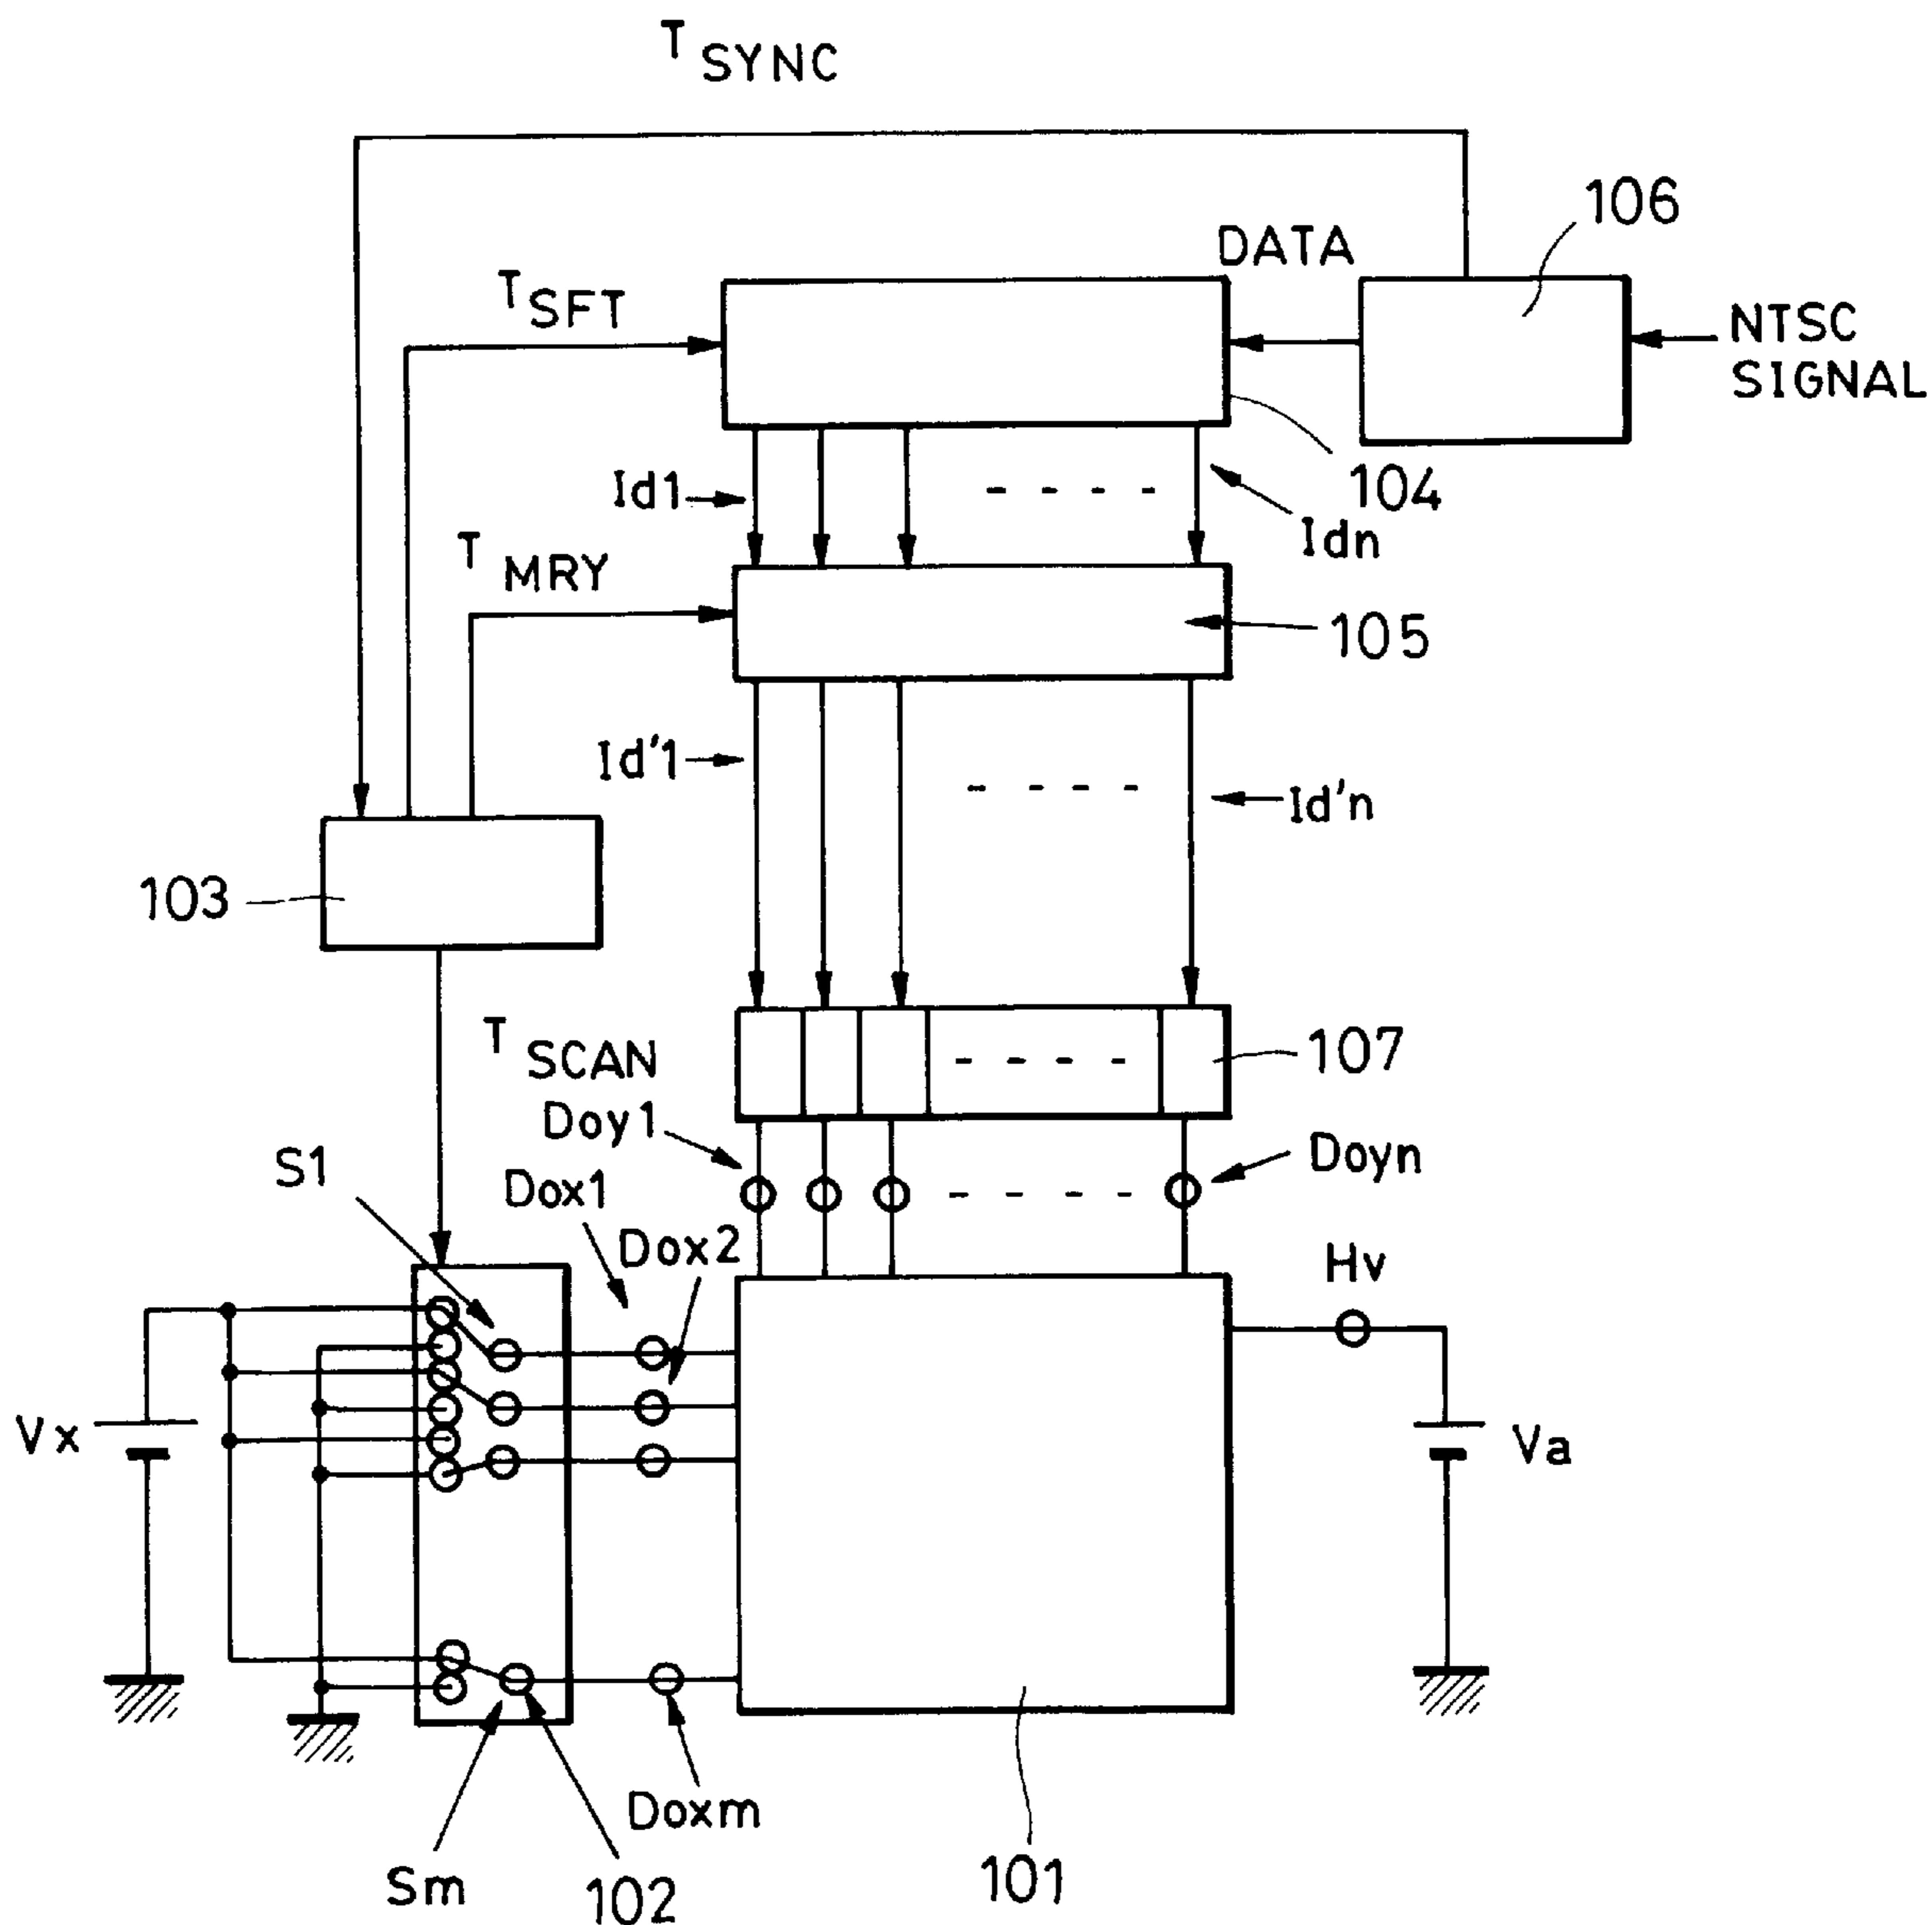 T SYNC
106
DATA
T SFT
NTSC
SIGNAL
Id1
104
Idn
T MRY
105
Id'1
Id'n
103
T SCAN
107
Doy1
Doyn
S1
Dox1
Dox2
Hv
Vx
Va
Doxm
Sm
102
101